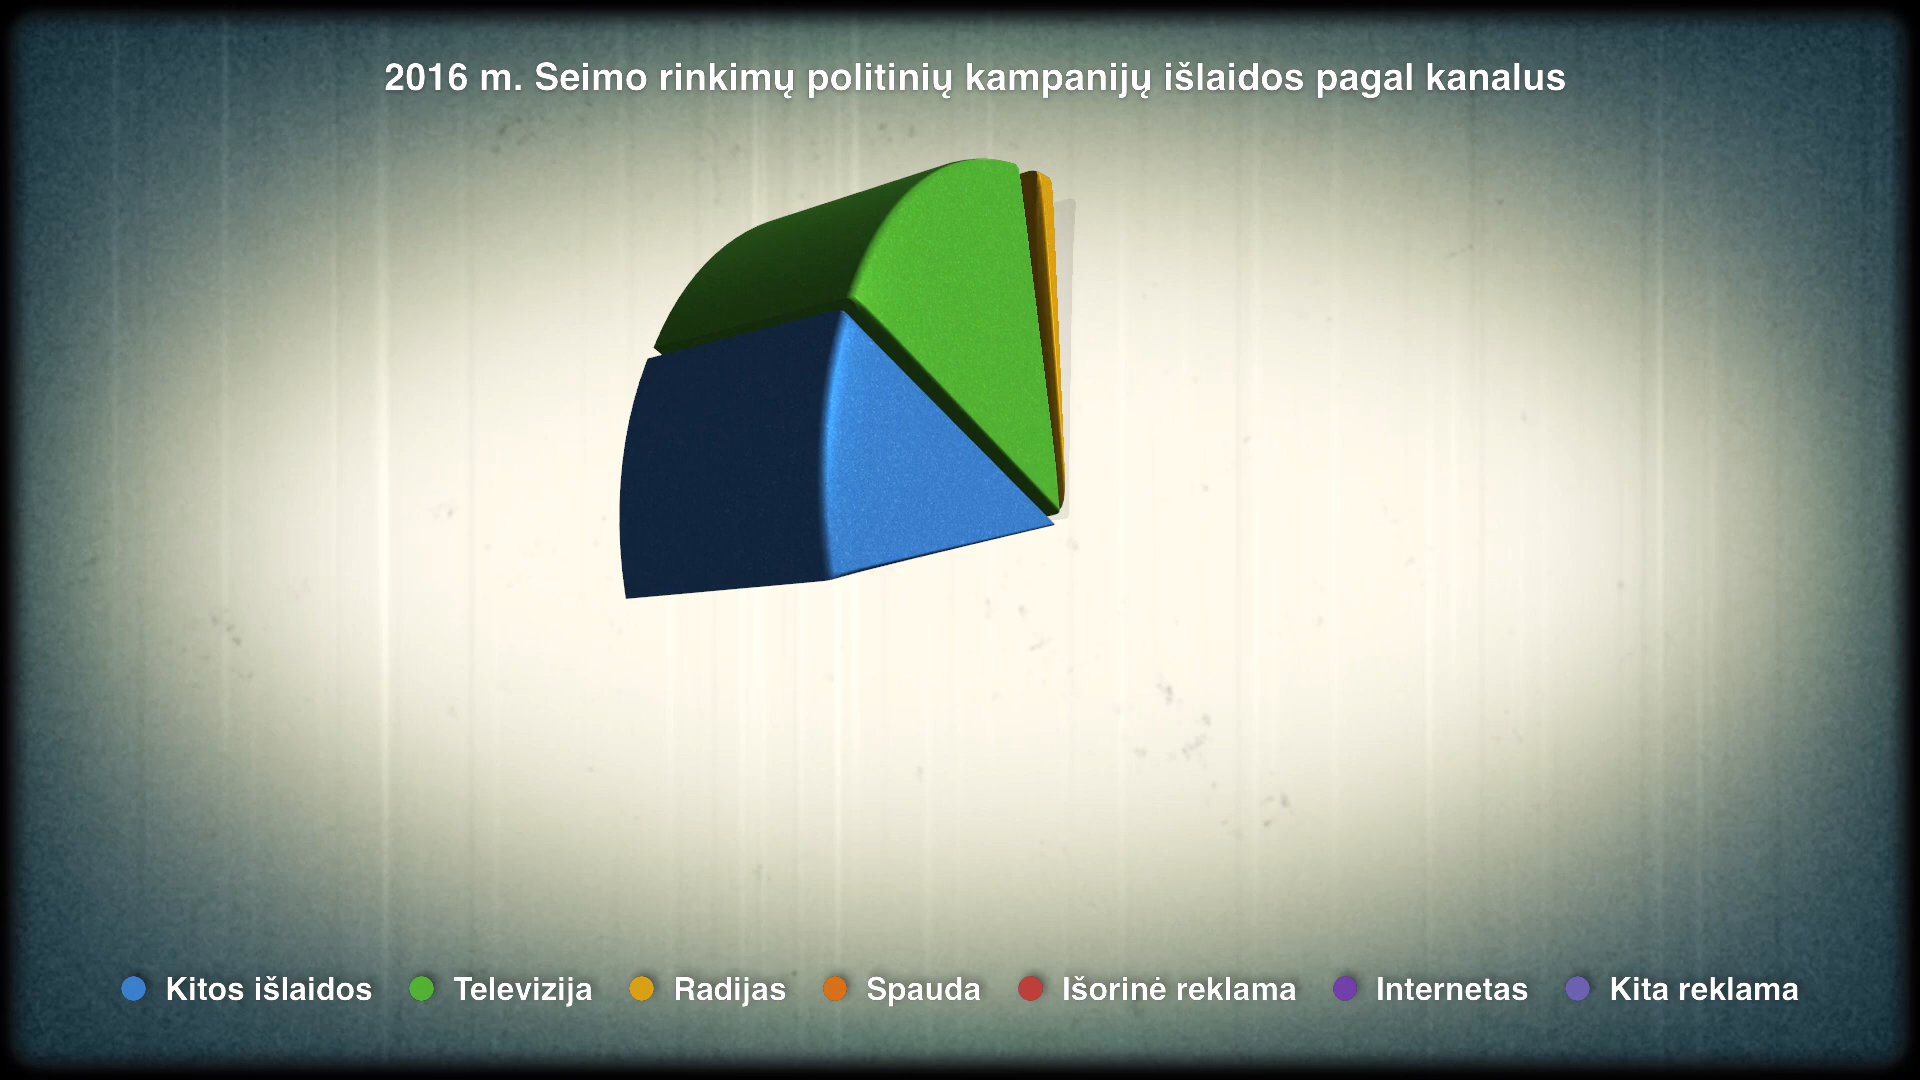 2016 m. Seimo rinkimų politinių kampanijų išlaidos pagal kanalus
Kitos išlaidos Televizija Radijas Spauda Išorinė reklama Internetas Kita reklama